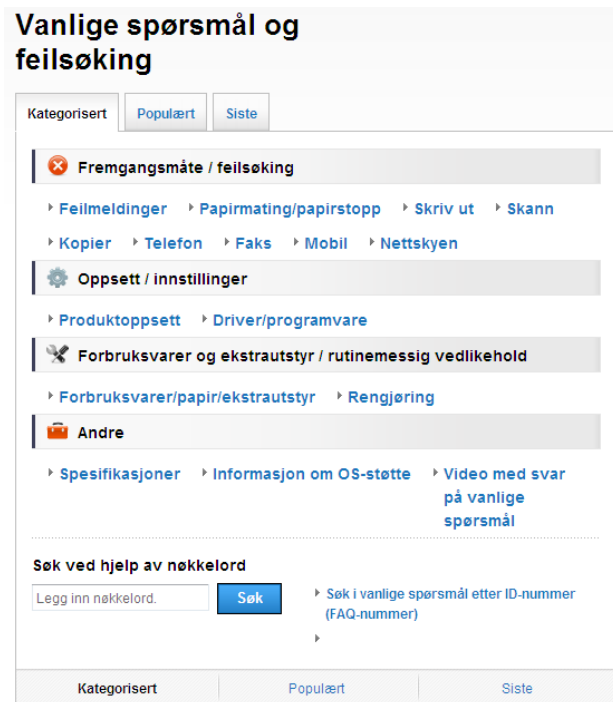 Vanlige spørsmål og
feilsøking
Kategorisert Populært Siste
Fremgangsmåte / feilsøking
Feilmeldinger Papirmating/papirstopp Skriv ut Skann
Kopier Telefon Faks Mobil Nettskyen
Oppsett / innstillinger
Produktoppsett Driver/programvare
Forbruksvarer og ekstrautstyr / rutinemessig vedlikehold
Forbruksvarer/papir/ekstrautstyr Rengjøring
Andre
Spesifikasjoner Informasjon om OS-støtte Video med svar
på vanlige
spørsmål
Søk ved hjelp av nøkkelord
Legg inn nøkkelord. Søk Søk i vanlige spørsmål etter ID-nummer
(FAQ-nummer)
Kategorisert Populært Siste